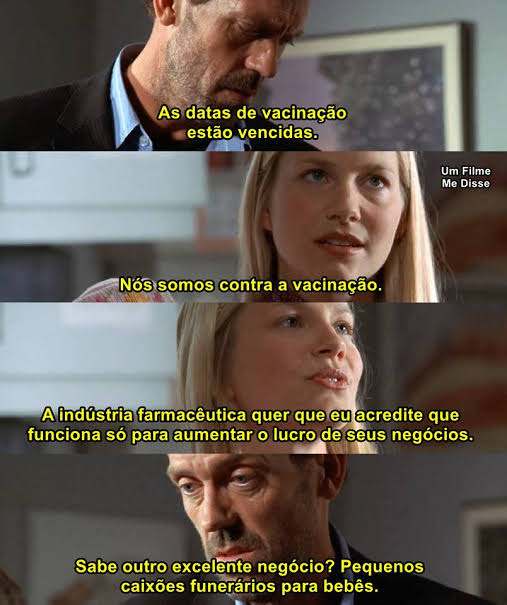 As datas de vacinação
estão vencidas.
Um Filme
Me Disse
Nós somos contra a vacinação.
A indústria farmacêutica quer que eu acredite que
funciona só para aumentar o lucro de seus negócios.
Sabe outro excelente negócio? Pequenos
caixões funerários para bebês.